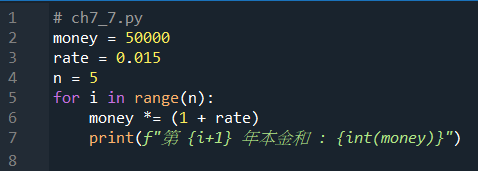 1 # ch7_7.py
2 money = 50000
3 rate = 0.015
4 n = 5
5 for i in range(n):
6     money *= (1 + rate)
7     print(f"第 {i+1} 年本金和 : {int(money)}")
8